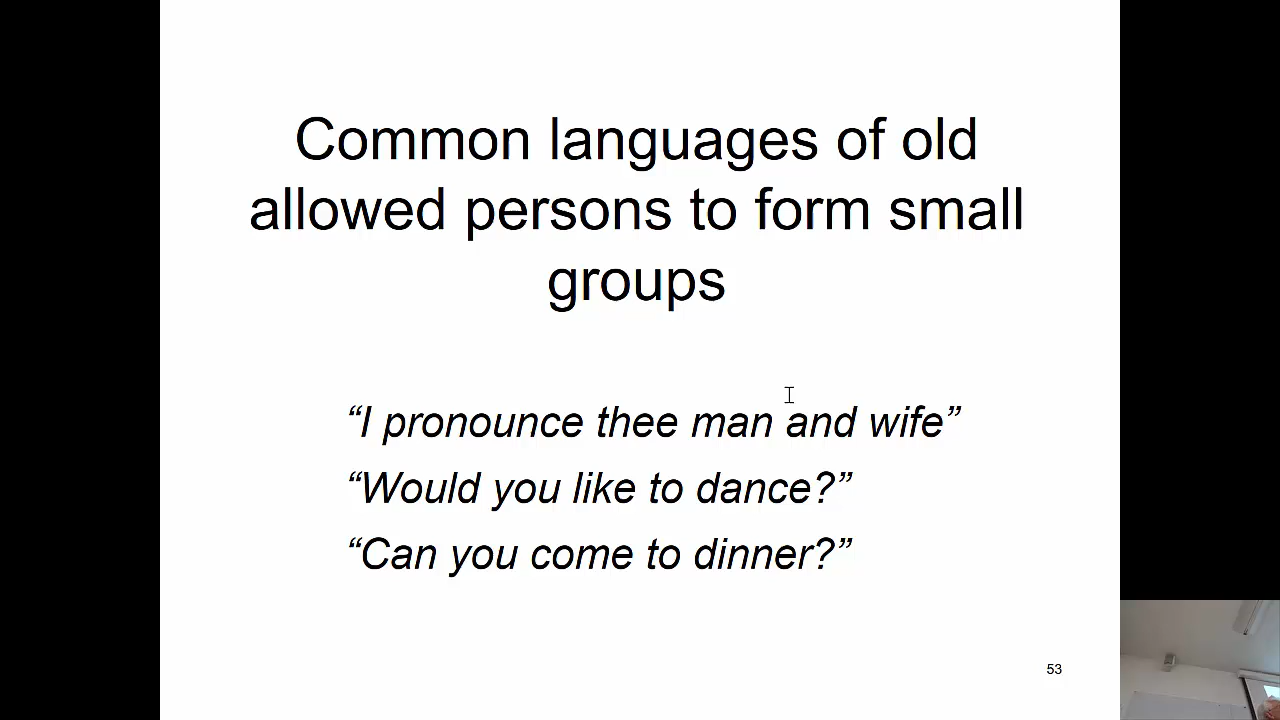 Common languages of old
allowed persons to form small
groups
“I pronounce thee man and wife”
“Would you like to dance?”
“Can you come to dinner?”
53